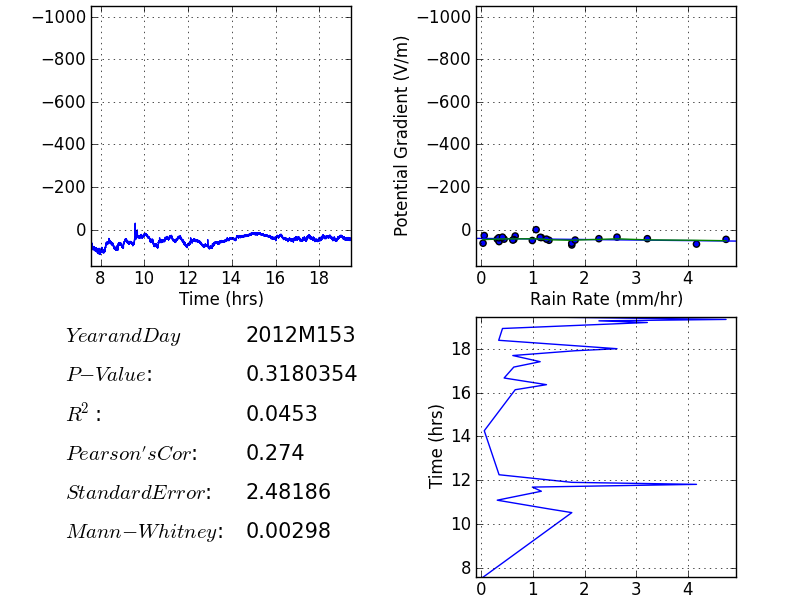 −1000
−800
−600
−400
−200
0
8 10 12 14 16 18
Time (hrs)
Potential Gradient (V/m)
−1000
−800
−600
−400
−200
0
0 1 2 3 4
Rain Rate (mm/hr)
YearandDay 2012M153
P−Value: 0.3180354
R²: 0.0453
Pearson'sCor: 0.274
StandardError: 2.48186
Mann−Whitney: 0.00298
Time (hrs)
18
16
14
12
10
8
0 1 2 3 4